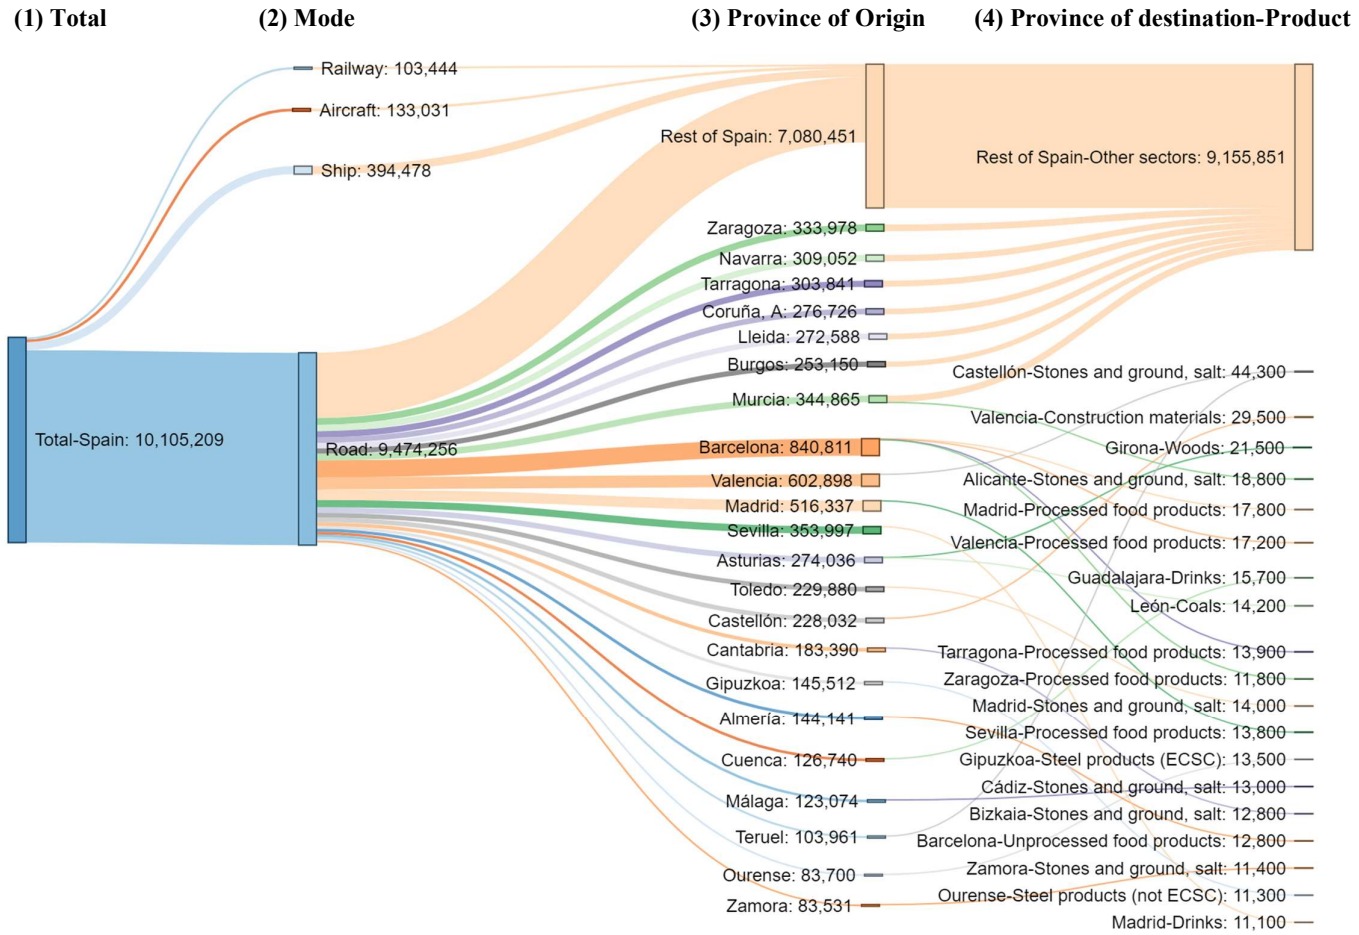 (1) Total
(2) Mode
(3) Province of Origin
(4) Province of destination-Product
Total-Spain: 10,105,209
Railway: 103,444
Aircraft: 133,031
Ship: 394,478
Road: 9,474,256
Rest of Spain: 7,080,451
Zaragoza: 333,978
Navarra: 309,052
Tarragona: 303,841
Coruña, A: 276,726
Lleida: 272,588
Burgos: 253,150
Murcia: 344,865
Barcelona: 840,811
Valencia: 602,898
Madrid: 516,337
Sevilla: 353,997
Asturias: 274,036
Toledo: 229,880
Castellón: 228,032
Cantabria: 183,390
Gipuzkoa: 145,512
Almería: 144,141
Cuenca: 126,740
Málaga: 123,074
Teruel: 103,961
Ourense: 83,700
Zamora: 83,531
Rest of Spain-Other sectors: 9,155,851
Castellón-Stones and ground, salt: 44,300
Valencia-Construction materials: 29,500
Girona-Woods: 21,500
Alicante-Stones and ground, salt: 18,800
Madrid-Processed food products: 17,800
Valencia-Processed food products: 17,200
Guadalajara-Drinks: 15,700
León-Coals: 14,200
Tarragona-Processed food products: 13,900
Zaragoza-Processed food products: 11,800
Madrid-Stones and ground, salt: 14,000
Sevilla-Processed food products: 13,800
Gipuzkoa-Steel products (ECSC): 13,500
Cádiz-Stones and ground, salt: 13,000
Bizkaia-Stones and ground, salt: 12,800
Barcelona-Unprocessed food products: 12,800
Zamora-Stones and ground, salt: 11,400
Ourense-Steel products (not ECSC): 11,300
Madrid-Drinks: 11,100